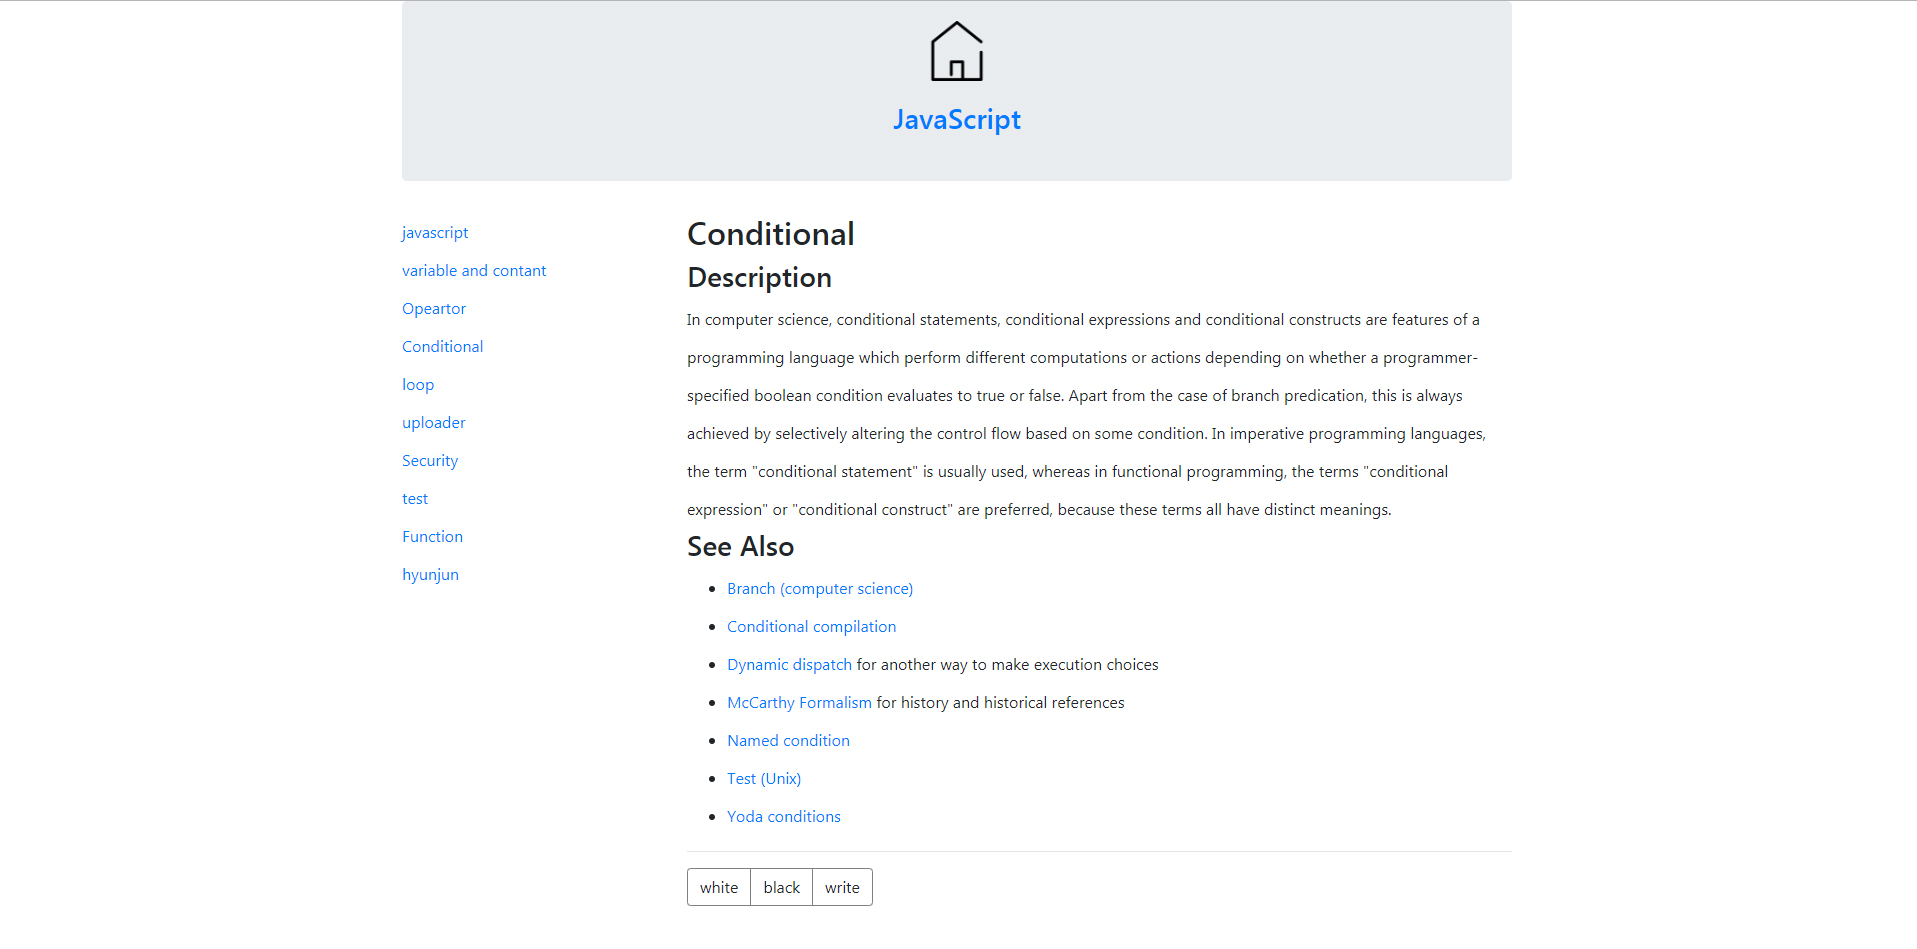 JavaScript
javascript
variable and contant
Opeartor
Conditional
loop
uploader
Security
test
Function
hyunjun
Conditional
Description
In computer science, conditional statements, conditional expressions and conditional constructs are features of a
programming language which perform different computations or actions depending on whether a programmer-
specified boolean condition evaluates to true or false. Apart from the case of branch predication, this is always
achieved by selectively altering the control flow based on some condition. In imperative programming languages,
the term "conditional statement" is usually used, whereas in functional programming, the terms "conditional
expression" or "conditional construct" are preferred, because these terms all have distinct meanings.
See Also
Branch (computer science)
Conditional compilation
Dynamic dispatch for another way to make execution choices
McCarthy Formalism for history and historical references
Named condition
Test (Unix)
Yoda conditions
white black write